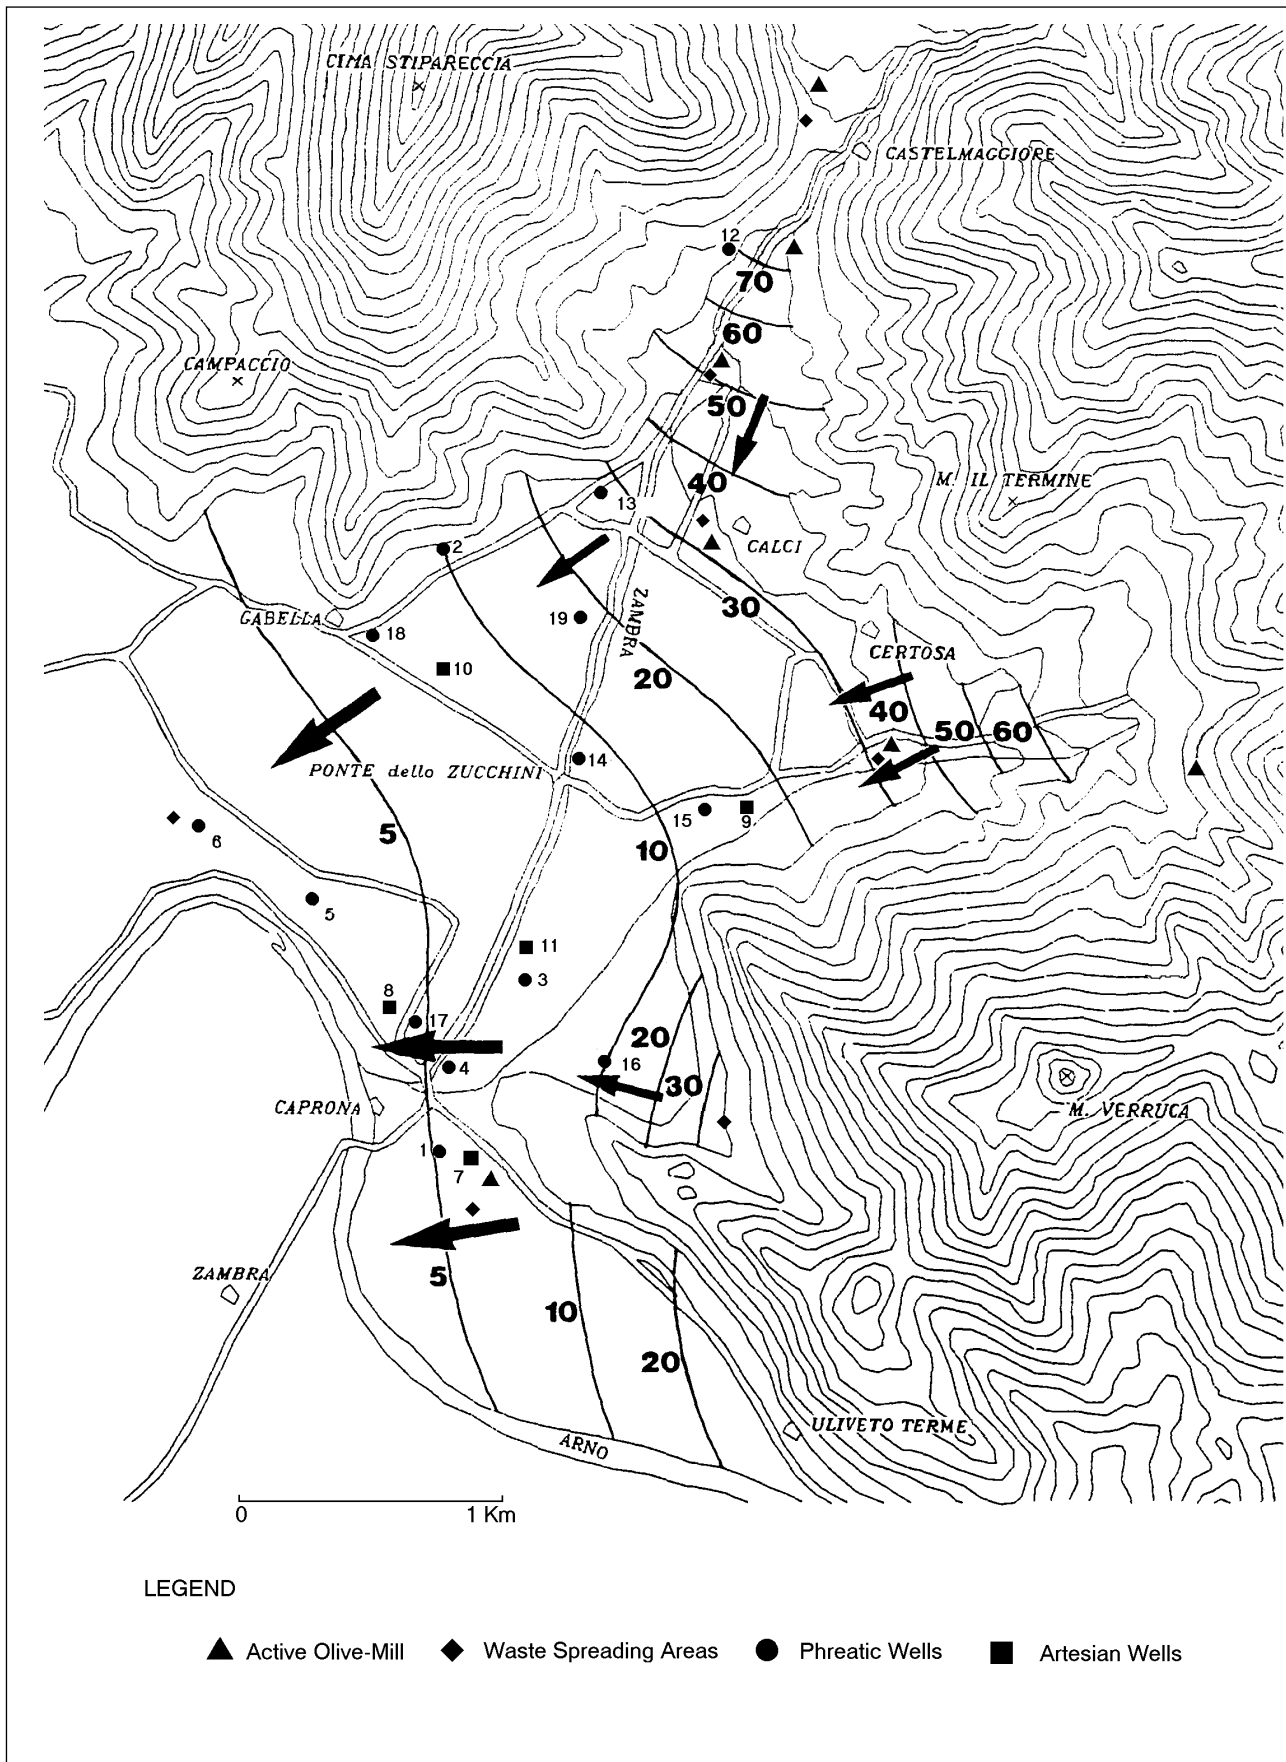 CIMA STIPARECCIA
CASTELMAGGIORE
12
70
60
CAMPACCIO
50
M. IL TERMINE
40
13
2
CALCI
30
ZAMBRA
GABELLA
18
19
CERTOSA
10
20
40
50
60
14
PONTE dello ZUCCHINI
15
9
5
10
6
5
11
3
8
17
20
16
4
30
CAPRONA
M. VERRUCA
1
7
ZAMBRA
5
10
20
ULIVETO TERME
ARNO
0 1 Km
LEGEND
Active Olive-Mill Waste Spreading Areas Phreatic Wells Artesian Wells